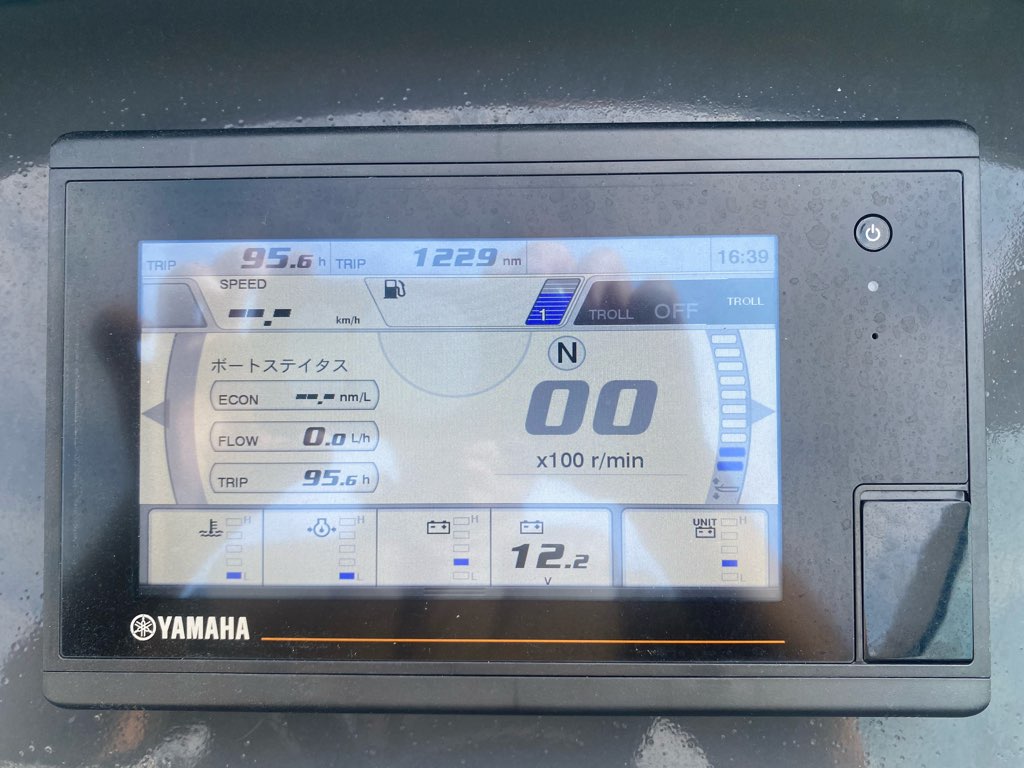 TRIP 95.6 h TRIP 1229 nm 16:39
SPEED
--.- km/h
1
TROLL OFF TROLL
N
ボートステイタス
ECON --.- nm/L
00
FLOW 0.0 L/h
x100 r/min
TRIP 95.6 h
H H H UNIT H
12.2
L L L V L
YAMAHA